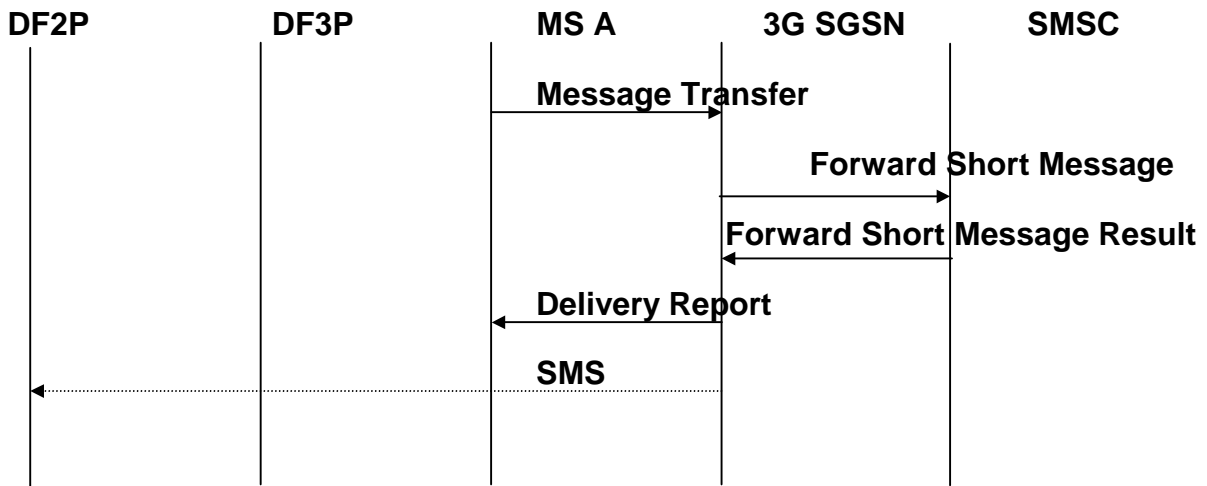 DF2P DF3P MS A 3G SGSN SMSC
Message Transfer
Forward Short Message
Forward Short Message Result
Delivery Report
SMS